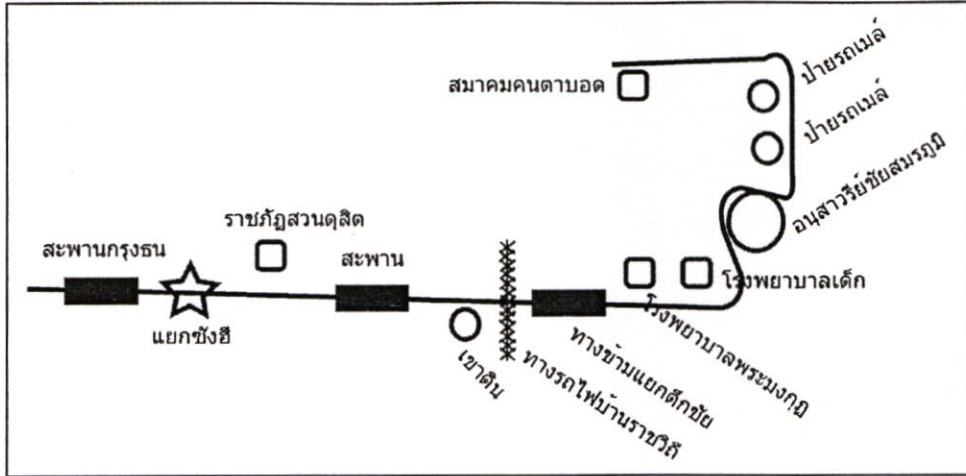 ป้ายรถเมล์
สมาคมคนตาบอด
ป้ายรถเมล์
อนุสาวรีย์ชัยสมรภูมิ
ราชภัฏสวนดุสิต
สะพานกรุงธน
สะพาน
โรงพยาบาลเด็ก
แยกซังฮี
เขาดิน
ทางรถไฟบ้านราชวิถี
ทางข้ามแยกตึกชัย
โรงพยาบาลพระมงกุฎ